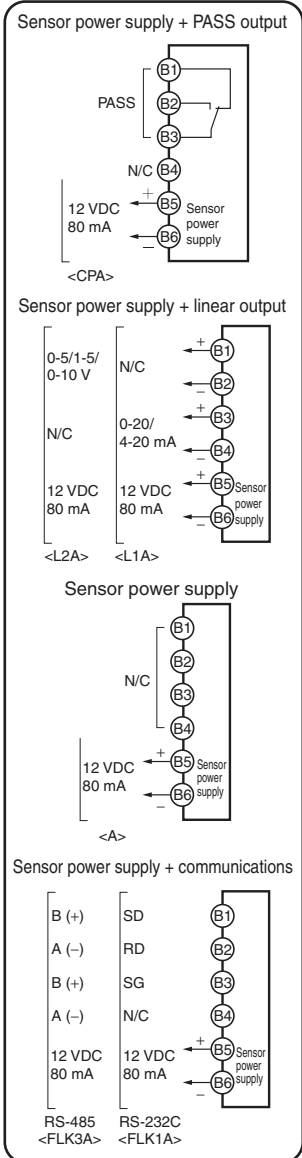 Sensor power supply + PASS output
B1
PASS
B2
B3
N/C B4
+
12 VDC B5 Sensor
80 mA power
− B6 supply
<CPA>
Sensor power supply + linear output
0-5/1-5/ + B1
0-10 V N/C
− B2
0-20/ + B3
N/C 4-20 mA
− B4
12 VDC 12 VDC + B5 Sensor
80 mA 80 mA power
− B6 supply
<L2A> <L1A>
Sensor power supply
B1
B2
N/C
B3
B4
+
12 VDC B5 Sensor
80 mA power
− B6 supply
<A>
Sensor power supply + communications
B (+) SD B1
A (−) RD B2
B (+) SG B3
A (−) N/C B4
12 VDC 12 VDC + B5 Sensor
80 mA 80 mA power
− B6 supply
RS-485 RS-232C
<FLK3A> <FLK1A>